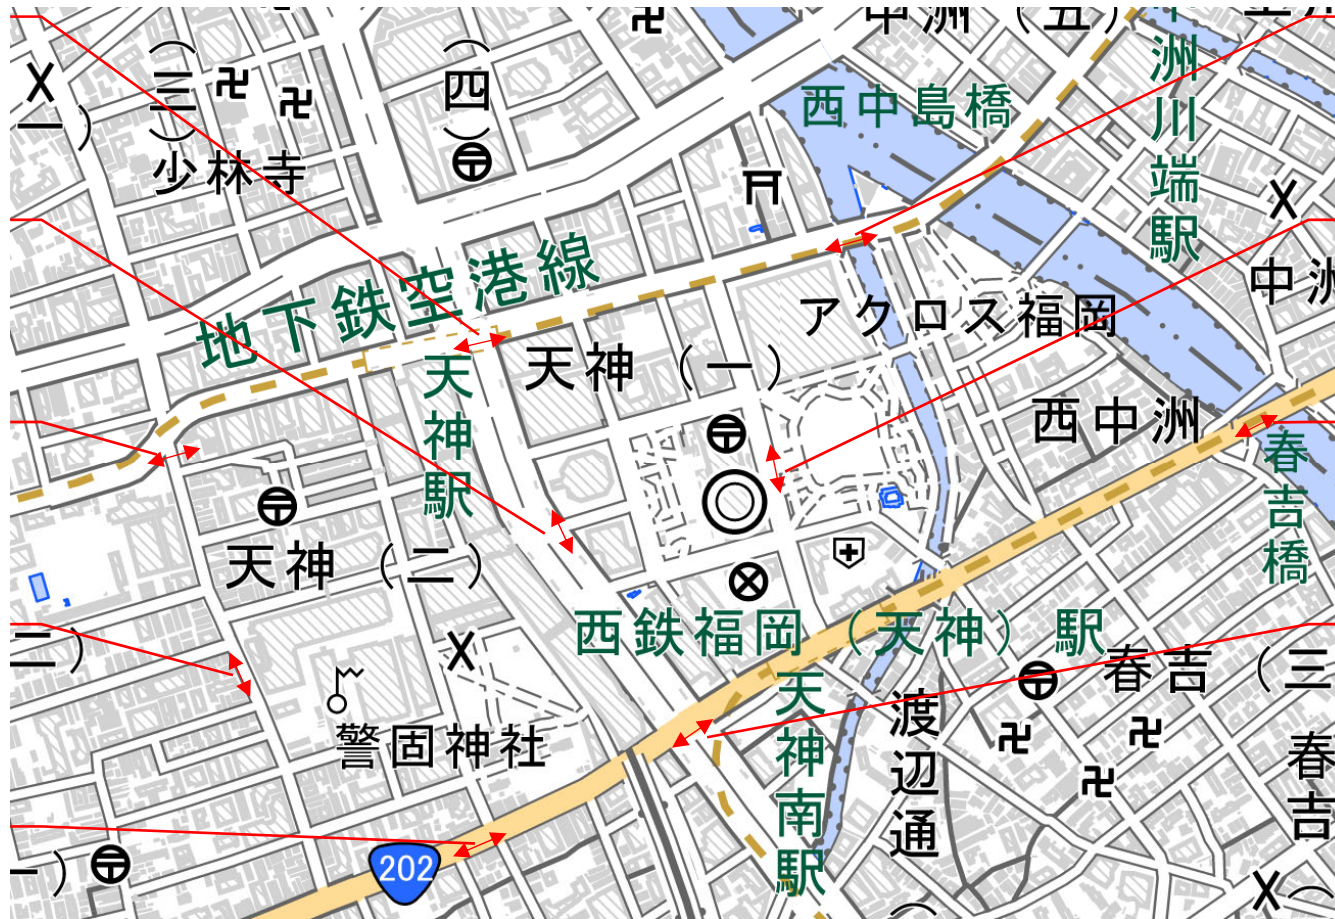 中洲（五）
（三）
（四）
西中島橋
洲川端駅
少林寺
地下鉄空港線
アクロス福岡
中洲
天神（一）
天神駅
西中洲
春吉橋
天神（二）
西鉄福岡（天神）駅
二）
春吉（三
天神南駅
渡辺通
警固神社
春吉
202